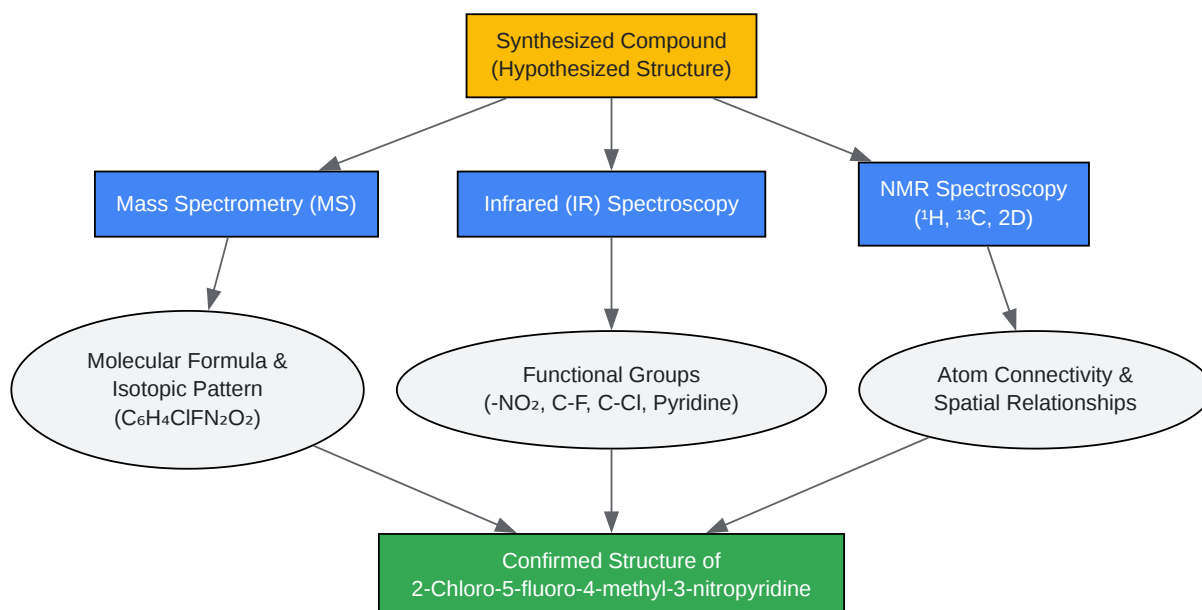 Synthesized Compound
(Hypothesized Structure)
Mass Spectrometry (MS)
Infrared (IR) Spectroscopy
NMR Spectroscopy
(¹H, ¹³C, 2D)
Molecular Formula &
Isotopic Pattern
(C₆H₄ClFN₂O₂)
Functional Groups
(-NO₂, C-F, C-Cl, Pyridine)
Atom Connectivity &
Spatial Relationships
Confirmed Structure of
2-Chloro-5-fluoro-4-methyl-3-nitropyridine